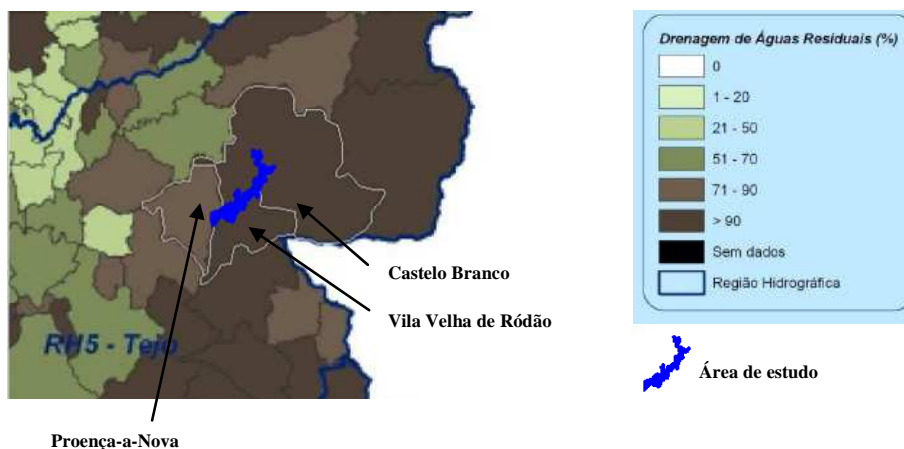 RH5 - Tejo
Castelo Branco
Vila Velha de Ródão
Proença-a-Nova
Drenagem de Águas Residuais (%)
0
1 - 20
21 - 50
51 - 70
71 - 90
> 90
Sem dados
Região Hidrográfica
Área de estudo